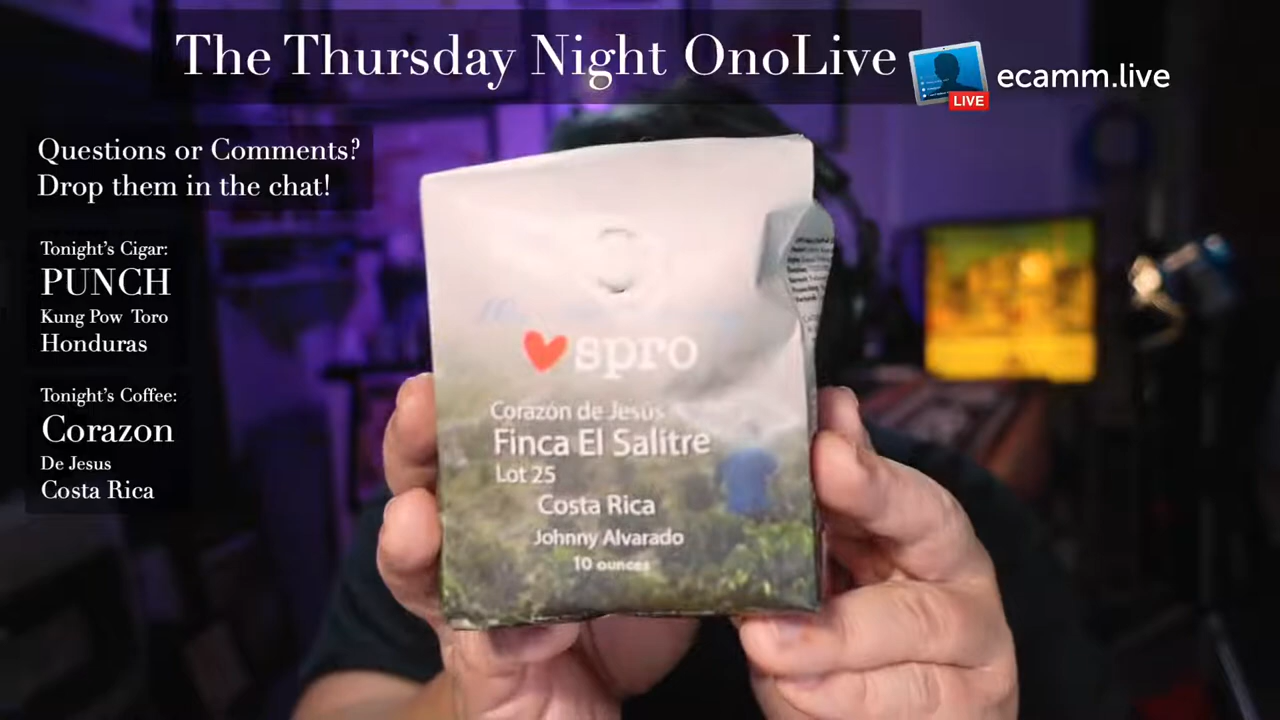 The Thursday Night OnoLive
ecamm.live
LIVE
Questions or Comments?
Drop them in the chat!
Tonight's Cigar:
PUNCH
Kung Pow Toro
Honduras
Tonight's Coffee:
Corazon
De Jesus
Costa Rica
spro
Corazón de Jesús
Finca El Salitre
Lot 25
Costa Rica
Johnny Alvarado
10 ounces